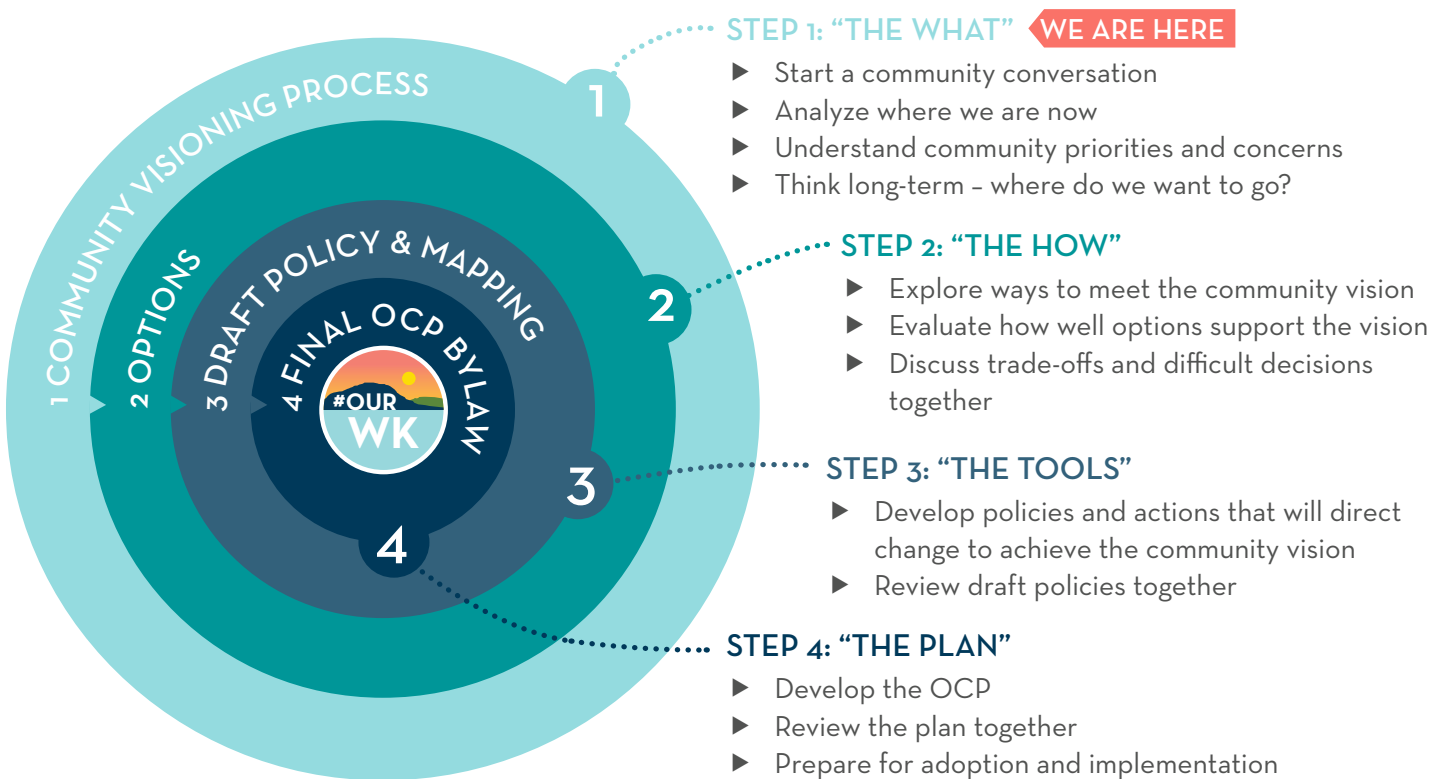 1 COMMUNITY VISIONING PROCESS
2 OPTIONS
3 DRAFT POLICY & MAPPING
4 FINAL OCP BYLAW
#OUR
WK
1
2
3
4
STEP 1: “THE WHAT” WE ARE HERE
▶ Start a community conversation
▶ Analyze where we are now
▶ Understand community priorities and concerns
▶ Think long-term – where do we want to go?
STEP 2: “THE HOW”
▶ Explore ways to meet the community vision
▶ Evaluate how well options support the vision
▶ Discuss trade-offs and difficult decisions
together
STEP 3: “THE TOOLS”
▶ Develop policies and actions that will direct
change to achieve the community vision
▶ Review draft policies together
STEP 4: “THE PLAN”
▶ Develop the OCP
▶ Review the plan together
▶ Prepare for adoption and implementation